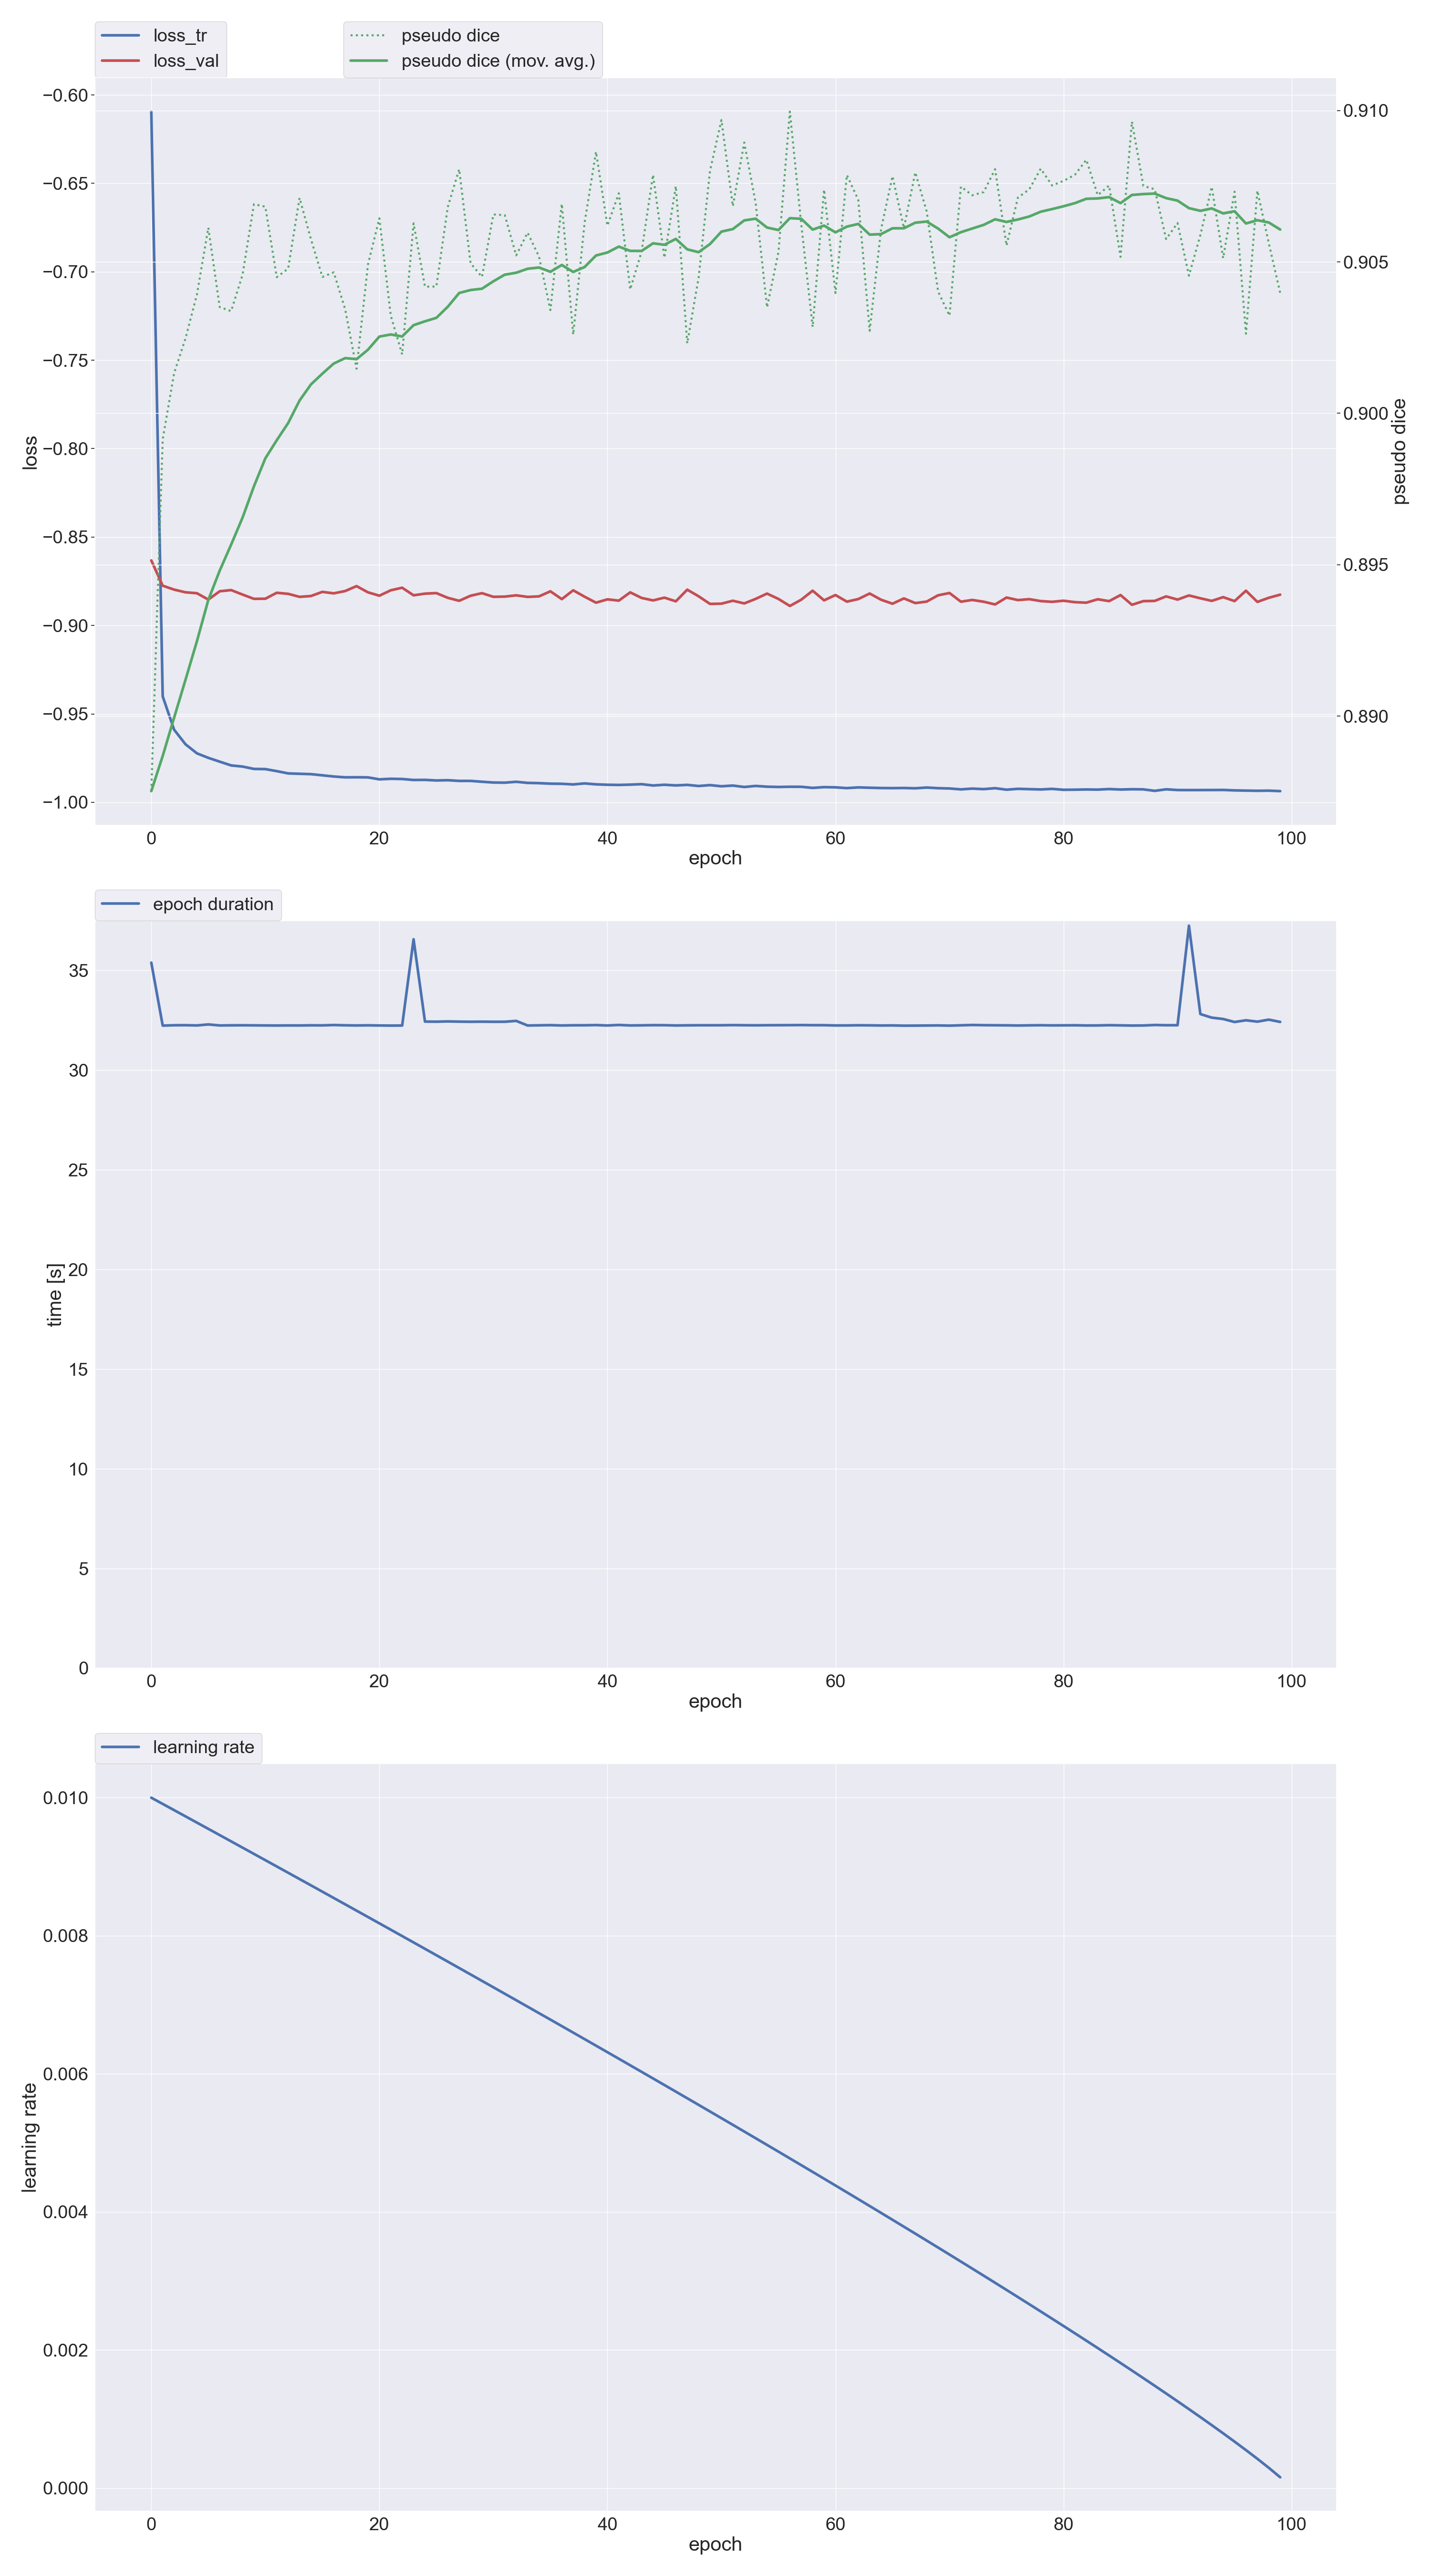 loss_tr
loss_val
pseudo dice
pseudo dice (mov. avg.)
−0.60
−0.65
−0.70
−0.75
−0.80
−0.85
−0.90
−0.95
−1.00
loss
0.910
0.905
0.900
0.895
0.890
pseudo dice
0 20 40 60 80 100
epoch
epoch duration
35
30
25
20
15
10
5
0
time [s]
0 20 40 60 80 100
epoch
learning rate
0.010
0.008
0.006
0.004
0.002
0.000
learning rate
0 20 40 60 80 100
epoch